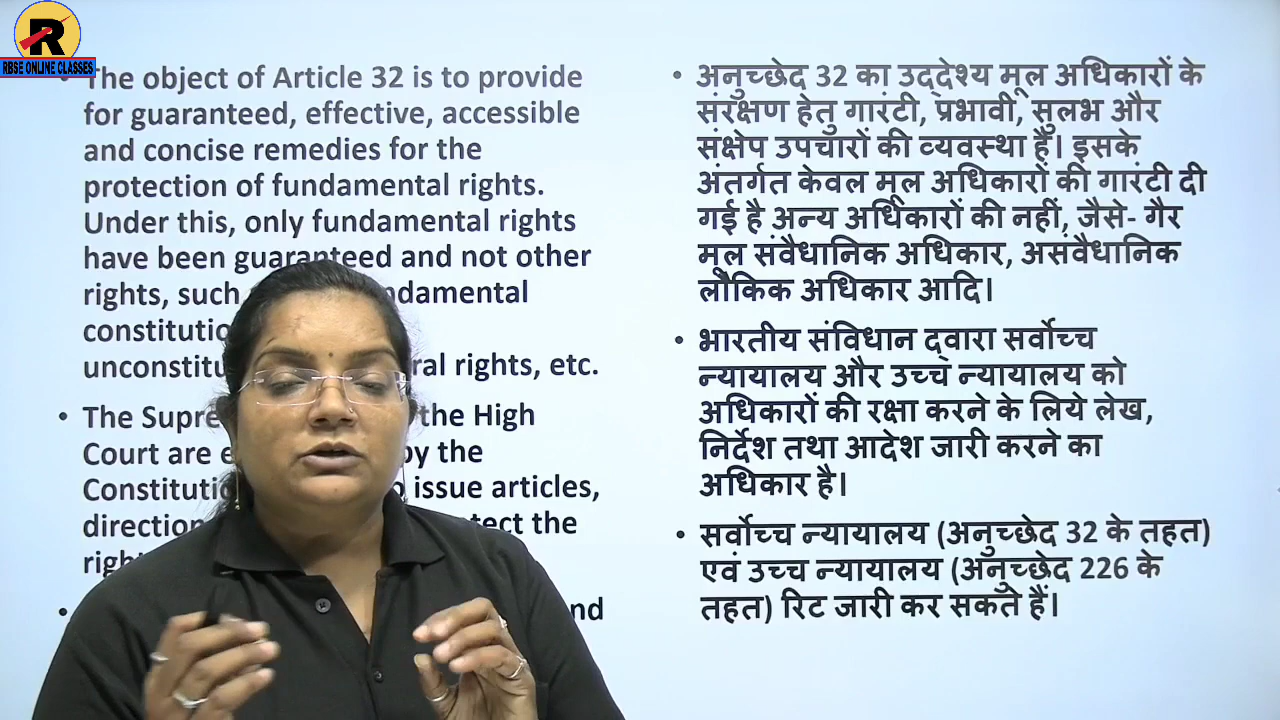 R
RBSE ONLINE CLASSES
• The object of Article 32 is to provide
for guaranteed, effective, accessible
and concise remedies for the
protection of fundamental rights.
Under this, only fundamental rights
have been guaranteed and not other
rights, such
constitutio
unconstitu ral rights, etc.
• The Supre the High
Court are by the
Constitutio issue articles,
direction tect the
•
• अनुच्छेद 32 का उद्देश्य मूल अधिकारों के
संरक्षण हेतु गारंटी, प्रभावी, सुलभ और
संक्षेप उपचारों की व्यवस्था है। इसके
अंतर्गत केवल मूल अधिकारों की गारंटी दी
गई है अन्य अधिकारों की नहीं, जैसे- गैर
मूल संवैधानिक अधिकार, असंवैधानिक
लौकिक अधिकार आदि।
• भारतीय संविधान द्वारा सर्वोच्च
न्यायालय और उच्च न्यायालय को
अधिकारों की रक्षा करने के लिये लेख,
निर्देश तथा आदेश जारी करने का
अधिकार है।
• सर्वोच्च न्यायालय (अनुच्छेद 32 के तहत)
एवं उच्च न्यायालय (अनुच्छेद 226 के
तहत) रिट जारी कर सकते हैं।